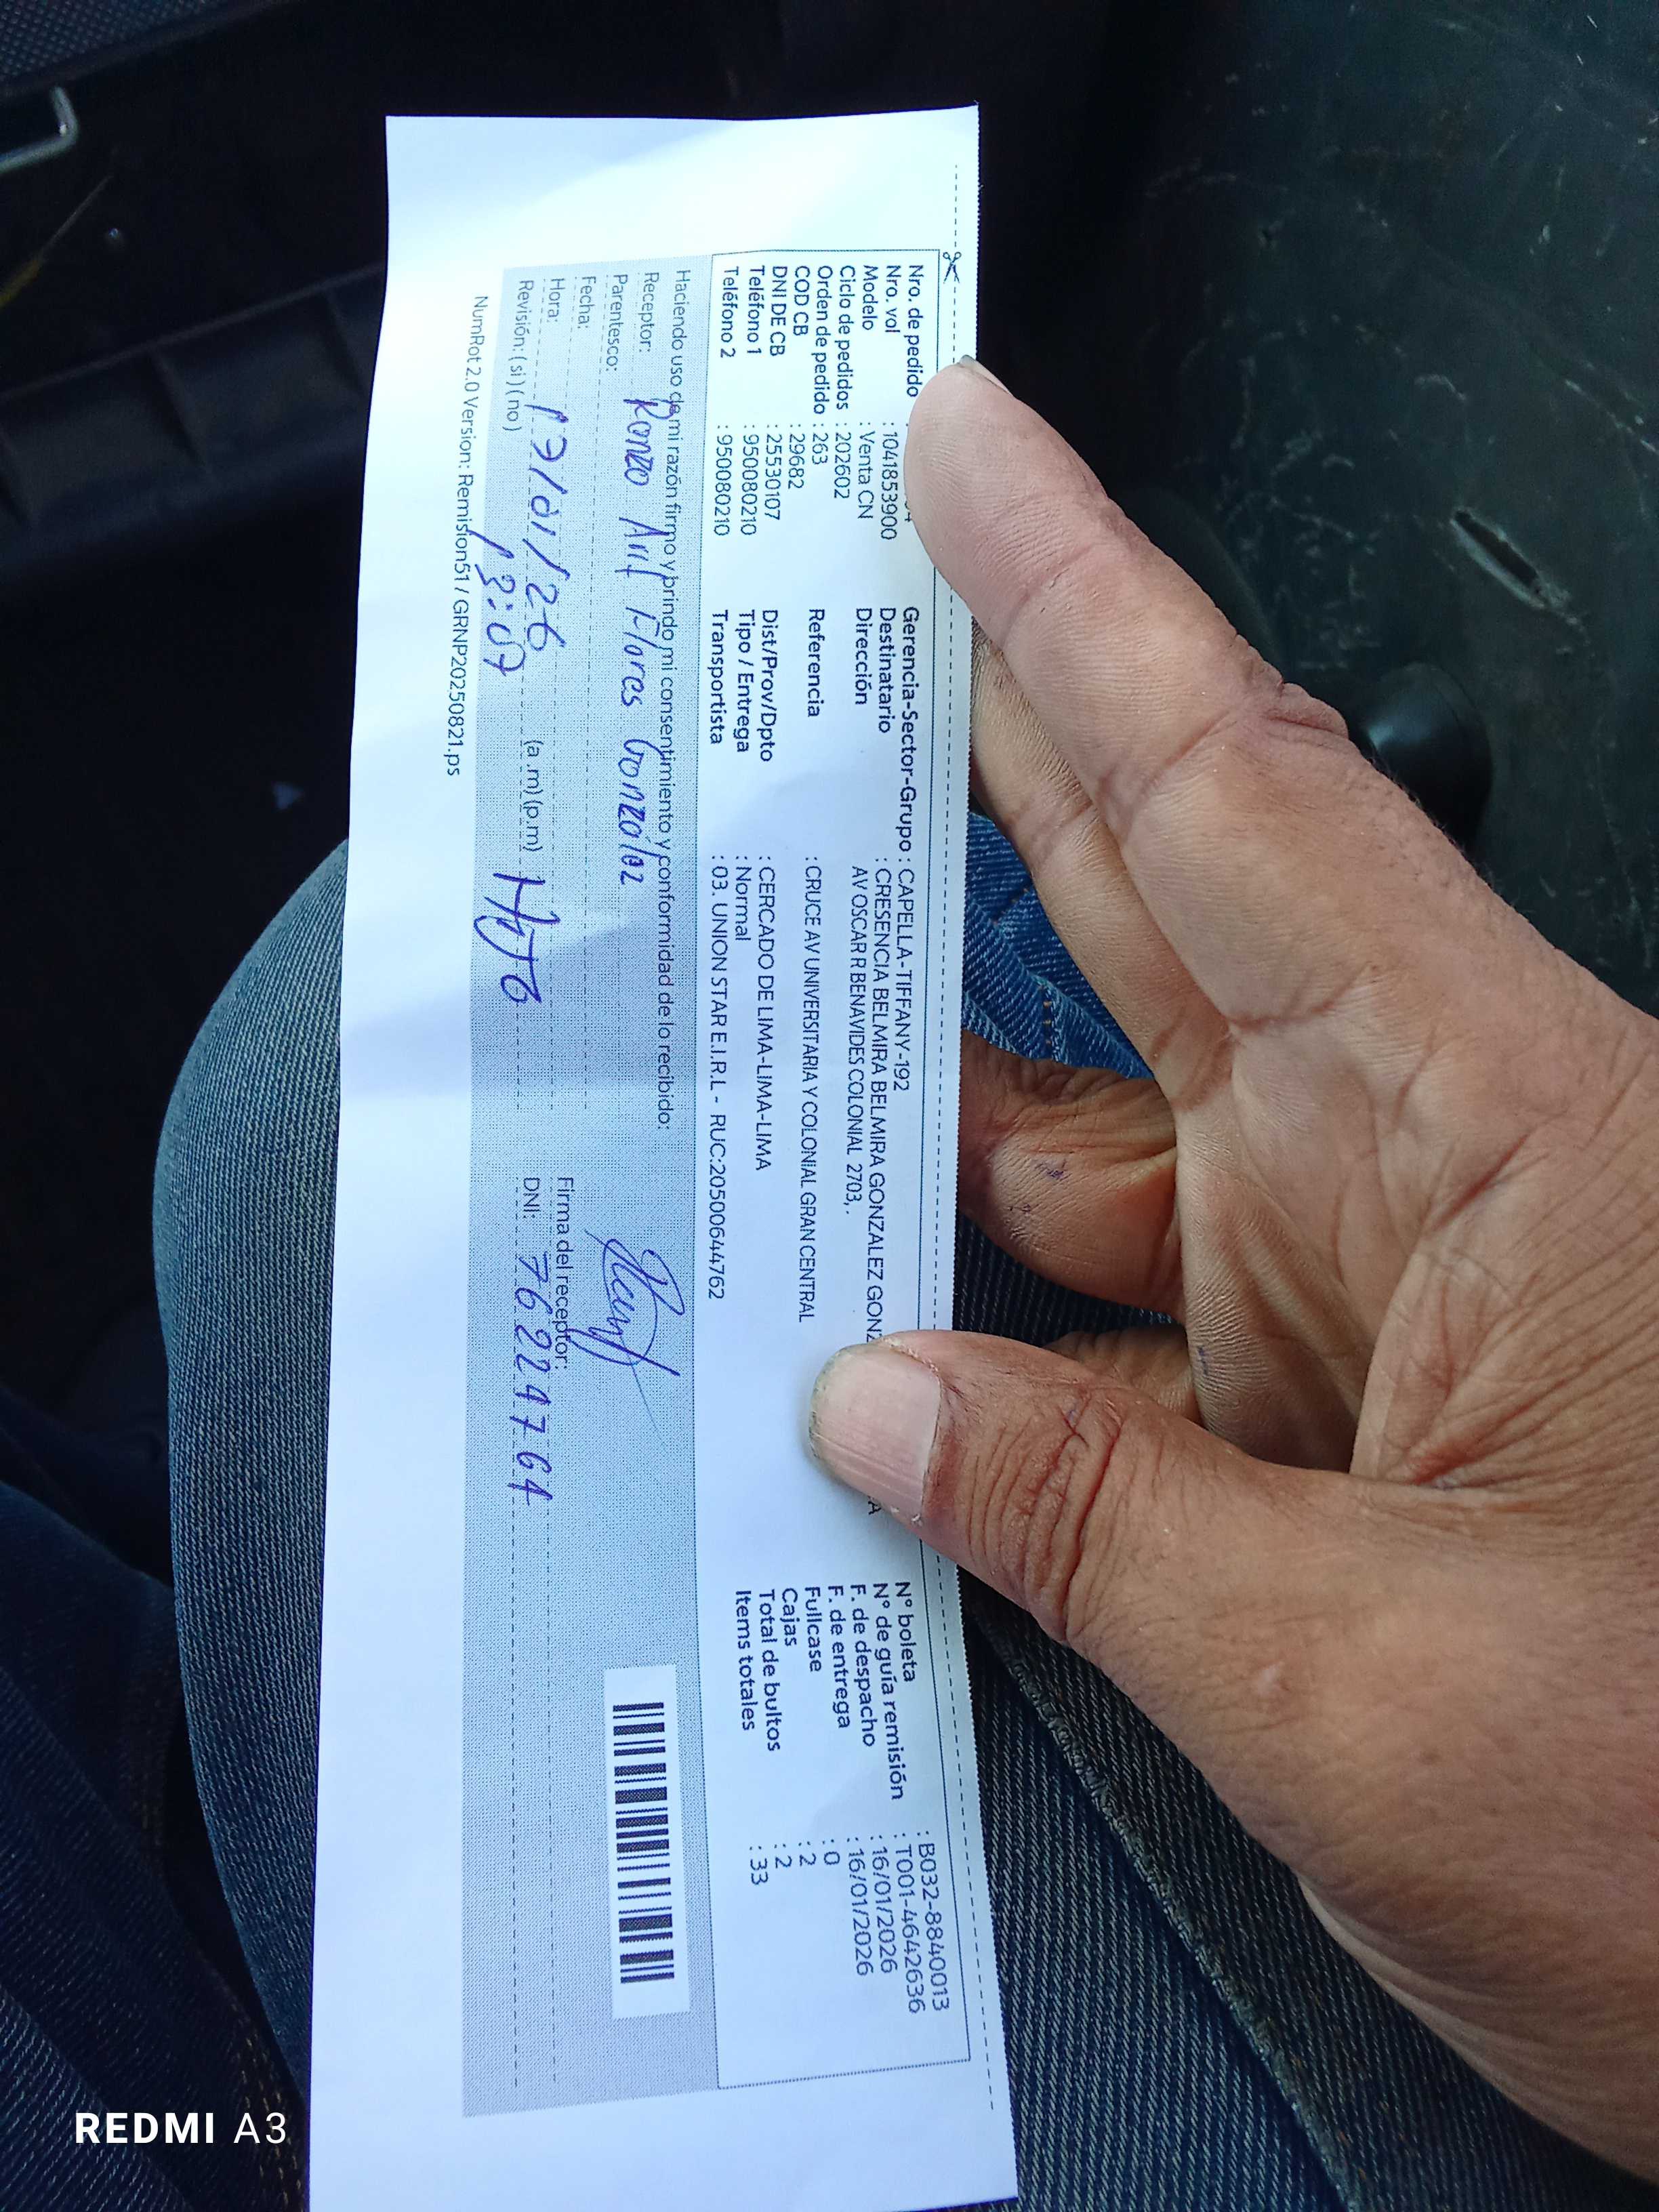 Nro. de pedido :
Nro. vol : 1041853900
Modelo : Venta CN
Ciclo de pedidos : 202602
Orden de pedido : 263
COD CB : 29682
DNI DE CB : 25530107
Teléfono 1 : 950080210
Teléfono 2 : 950080210
Gerencia-Sector-Grupo : CAPELLA-TIFFANY-192
Destinatario : CRESENCIA BELMIRA BELMIRA GONZALEZ
Dirección AV OSCAR R BENAVIDES COLONIAL 2703, .
Referencia : CRUCE AV UNIVERSITARIA Y COLONIAL GRAN CENTRAL
Dist/Prov/Dpto : CERCADO DE LIMA-LIMA-LIMA
Tipo / Entrega : Normal
Transportista : 03. UNION STAR E.I.R.L - RUC:20500644762
N° boleta : B032-8840013
N° de guía remisión : T001-4642636
F. de despacho : 16/01/2026
F. de entrega : 16/01/2026
Fullcase : 0
Cajas : 2
Total de bultos : 2
Items totales : 33
Haciendo uso de mi razón firmo y brindo mi consentimiento y conformidad de lo recibido:
Receptor: Flores González
Parentesco:
Fecha: /01/26
Hora: (a.m) (p.m)
Revisión: ( si ) ( no )
Firma del receptor:
DNI: 76224764
NumRot 2.0 Version: Remision51 / GRNP20250821.ps
REDMI A3